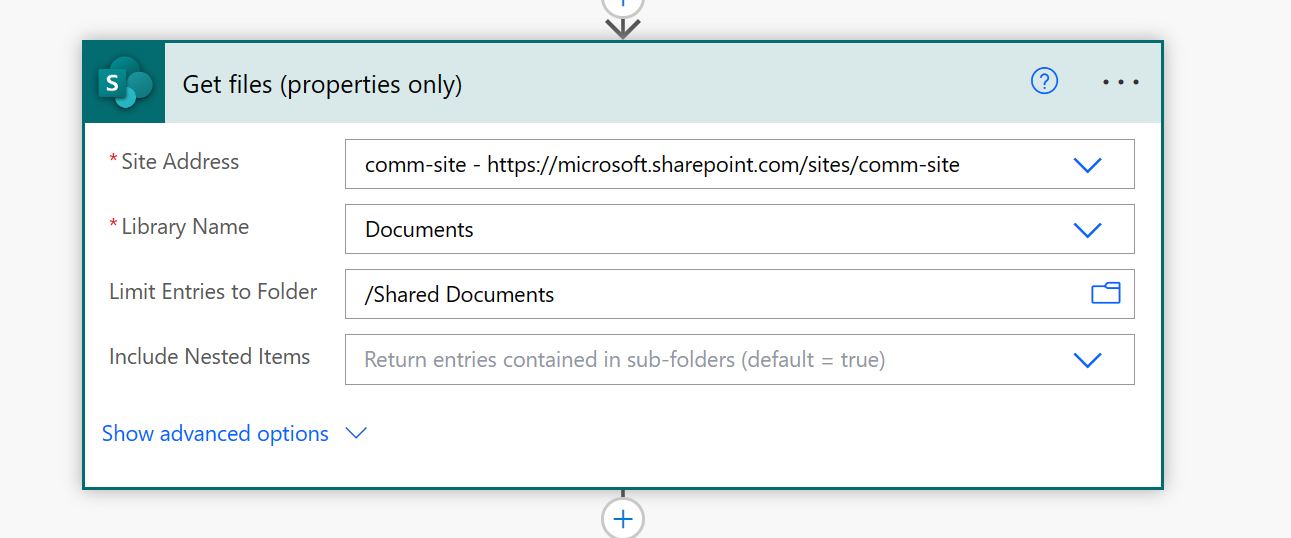 S
Get files (properties only)
?
* Site Address
comm-site - https://microsoft.sharepoint.com/sites/comm-site
* Library Name
Documents
Limit Entries to Folder
/Shared Documents
Include Nested Items
Return entries contained in sub-folders (default = true)
Show advanced options